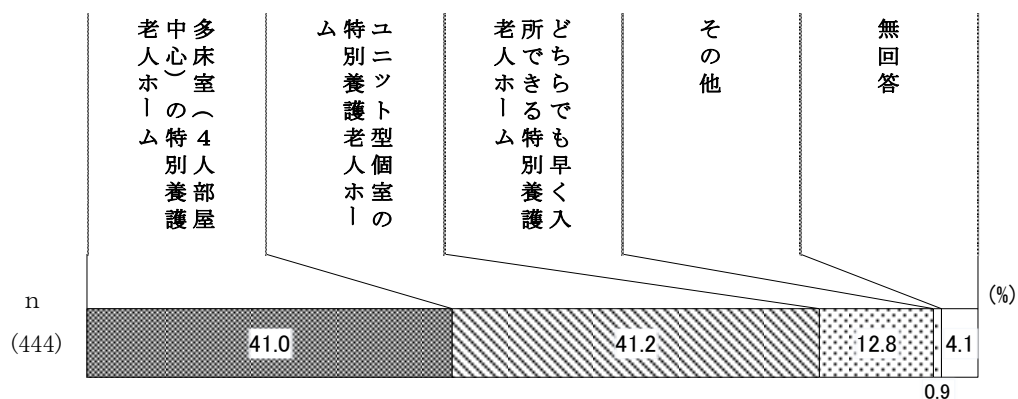 多床室（４人部屋
中心）の特別養護
老人ホーム
ユニット型個室の
特別養護老人ホー
ム
どちらでも早く入
所できる特別養護
老人ホーム
その他
無回答
(%)
n
(444)
41.0
41.2
12.8
0.9
4.1